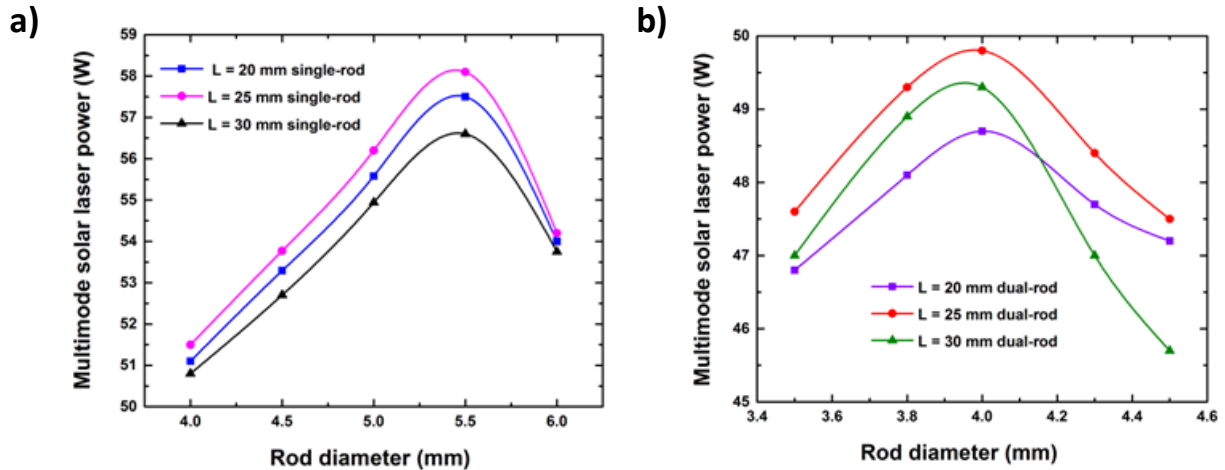 a)
Multimode solar laser power (W)
59
58
57
56
55
54
53
52
51
50
L = 20 mm single-rod
L = 25 mm single-rod
L = 30 mm single-rod
4.0 4.5 5.0 5.5 6.0
Rod diameter (mm)
b)
Multimode solar laser power (W)
50
49
48
47
46
45
L = 20 mm dual-rod
L = 25 mm dual-rod
L = 30 mm dual-rod
3.4 3.6 3.8 4.0 4.2 4.4 4.6
Rod diameter (mm)